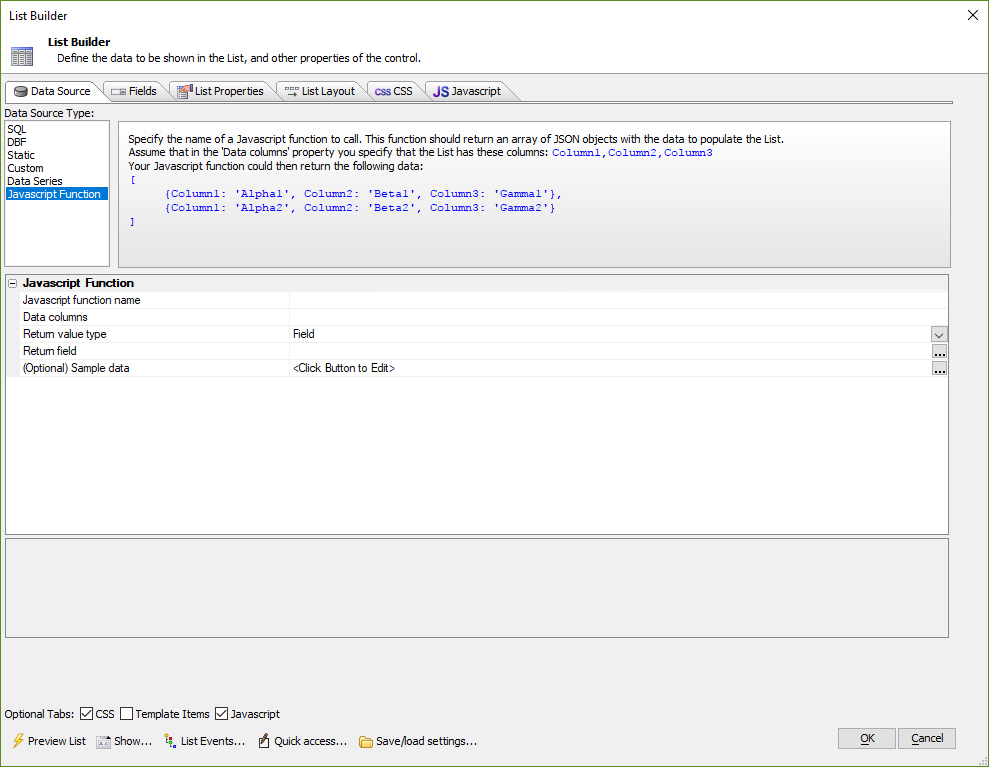 List Builder
List Builder
Define the data to be shown in the List, and other properties of the control.
Data Source Fields List Properties List Layout css CSS JS Javascript
Data Source Type:
SQL
DBF
Static
Custom
Data Series
Javascript Function
Specify the name of a Javascript function to call. This function should return an array of JSON objects with the data to populate the List.
Assume that in the 'Data columns' property you specify that the List has these columns: Column1,Column2,Column3
Your Javascript function could then return the following data:
[
{Column1: 'Alpha1', Column2: 'Beta1', Column3: 'Gamma1'},
{Column1: 'Alpha2', Column2: 'Beta2', Column3: 'Gamma2'}
]
Javascript Function
Javascript function name
Data columns
Return value type Field
Return field ...
(Optional) Sample data <Click Button to Edit> ...
Optional Tabs: CSS Template Items Javascript
Preview List Show... List Events... Quick access... Save/load settings... OK Cancel